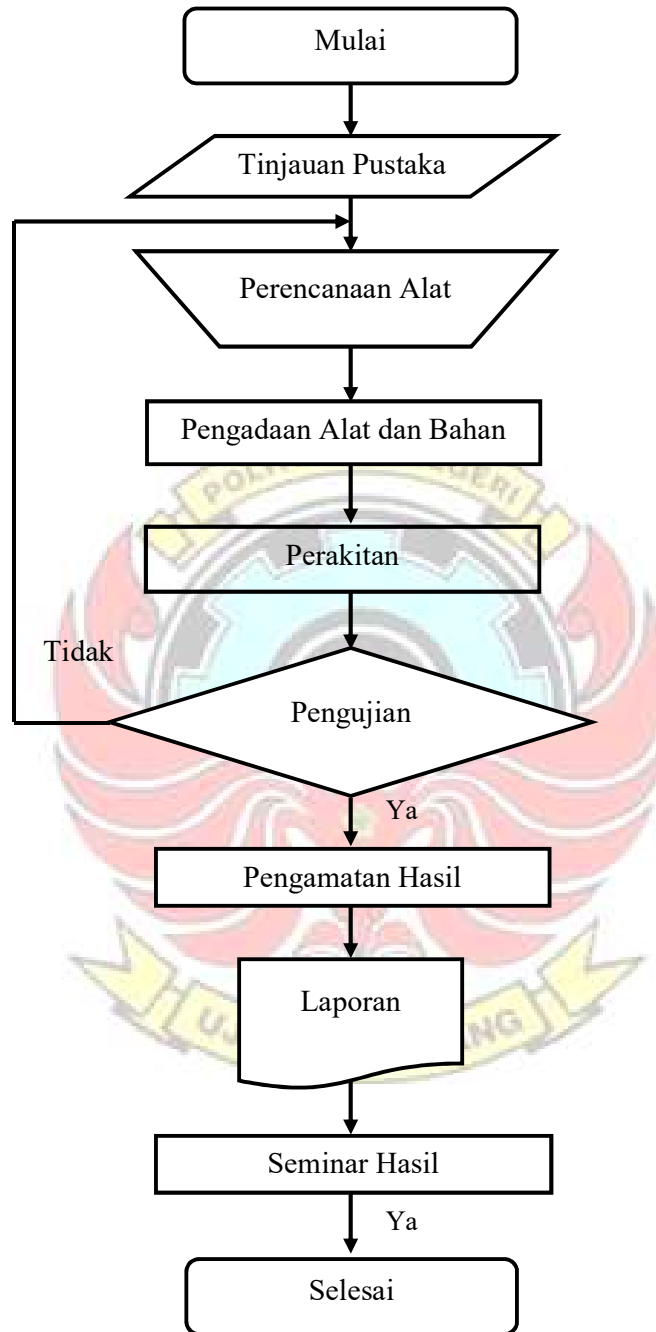 Mulai
Tinjauan Pustaka
Perencanaan Alat
Pengadaan Alat dan Bahan
Perakitan
Tidak
Pengujian
Ya
Pengamatan Hasil
Laporan
Seminar Hasil
Ya
Selesai